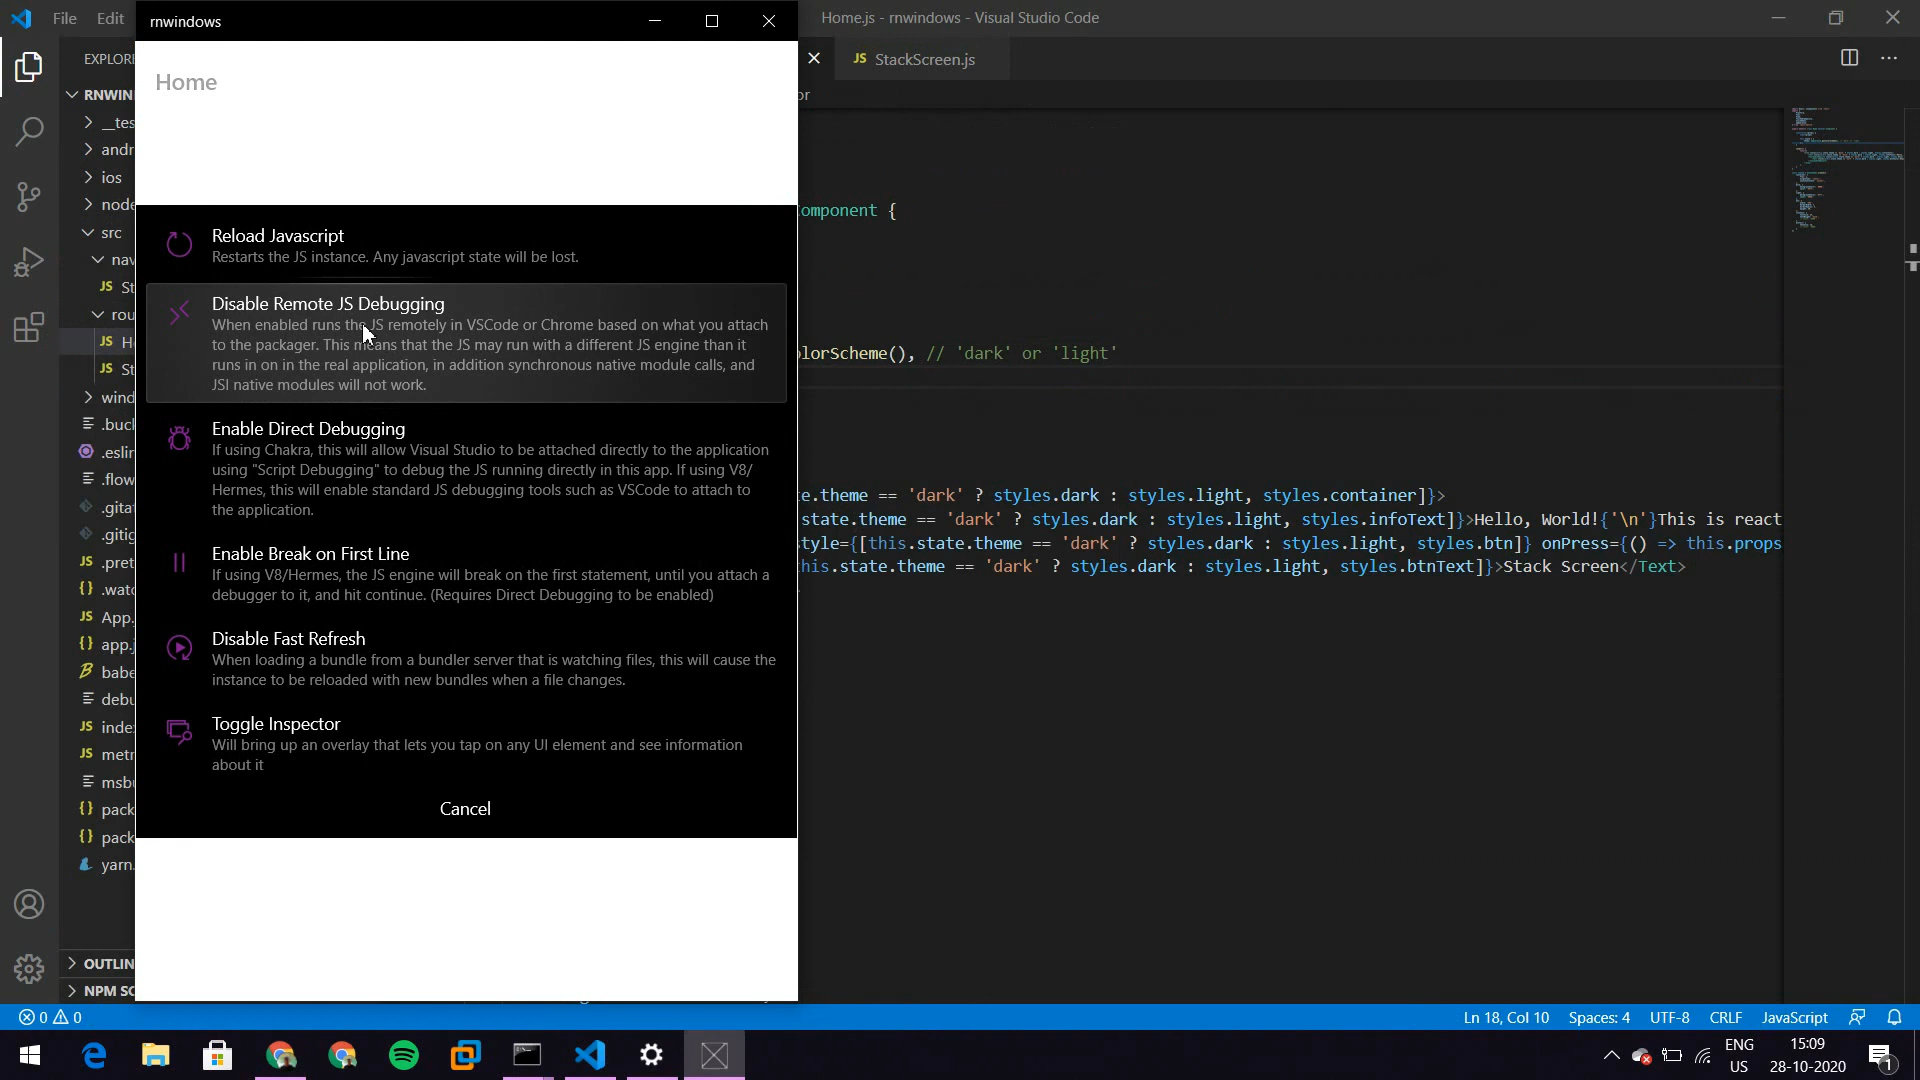 File Edit
rnwindows
Home.js - rnwindows - Visual Studio Code
EXPLOR
JS StackScreen.js
Home
RNWIN
or
__tes
andr
ios
node
src
nav
JS St
rou
JS H
JS St
wind
.buc
.eslin
.flow
.gita
.gitig
JS .pret
{} .watc
JS App.
{} app.j
babe
debu
JS index
JS metr
msbu
{} pack
{} pack
yarn.
OUTLIN
NPM SC
Reload Javascript
Restarts the JS instance. Any javascript state will be lost.
Disable Remote JS Debugging
When enabled runs the JS remotely in VSCode or Chrome based on what you attach
to the packager. This means that the JS may run with a different JS engine than it
runs in on in the real application, in addition synchronous native module calls, and
JSI native modules will not work.
Enable Direct Debugging
If using Chakra, this will allow Visual Studio to be attached directly to the application
using "Script Debugging" to debug the JS running directly in this app. If using V8/
Hermes, this will enable standard JS debugging tools such as VSCode to attach to
the application.
Enable Break on First Line
If using V8/Hermes, the JS engine will break on the first statement, until you attach a
debugger to it, and hit continue. (Requires Direct Debugging to be enabled)
Disable Fast Refresh
When loading a bundle from a bundler server that is watching files, this will cause the
instance to be reloaded with new bundles when a file changes.
Toggle Inspector
Will bring up an overlay that lets you tap on any UI element and see information
about it
Cancel
omponent {
lorScheme(), // 'dark' or 'light'
e.theme == 'dark' ? styles.dark : styles.light, styles.container]}>
state.theme == 'dark' ? styles.dark : styles.light, styles.infoText]}>Hello, World!{'\n'}This is react
tyle={[this.state.theme == 'dark' ? styles.dark : styles.light, styles.btn]} onPress={() => this.props
his.state.theme == 'dark' ? styles.dark : styles.light, styles.btnText]}>Stack Screen</Text>
0 0
Ln 18, Col 10 Spaces: 4 UTF-8 CRLF JavaScript
ENG
US
15:09
28-10-2020
1